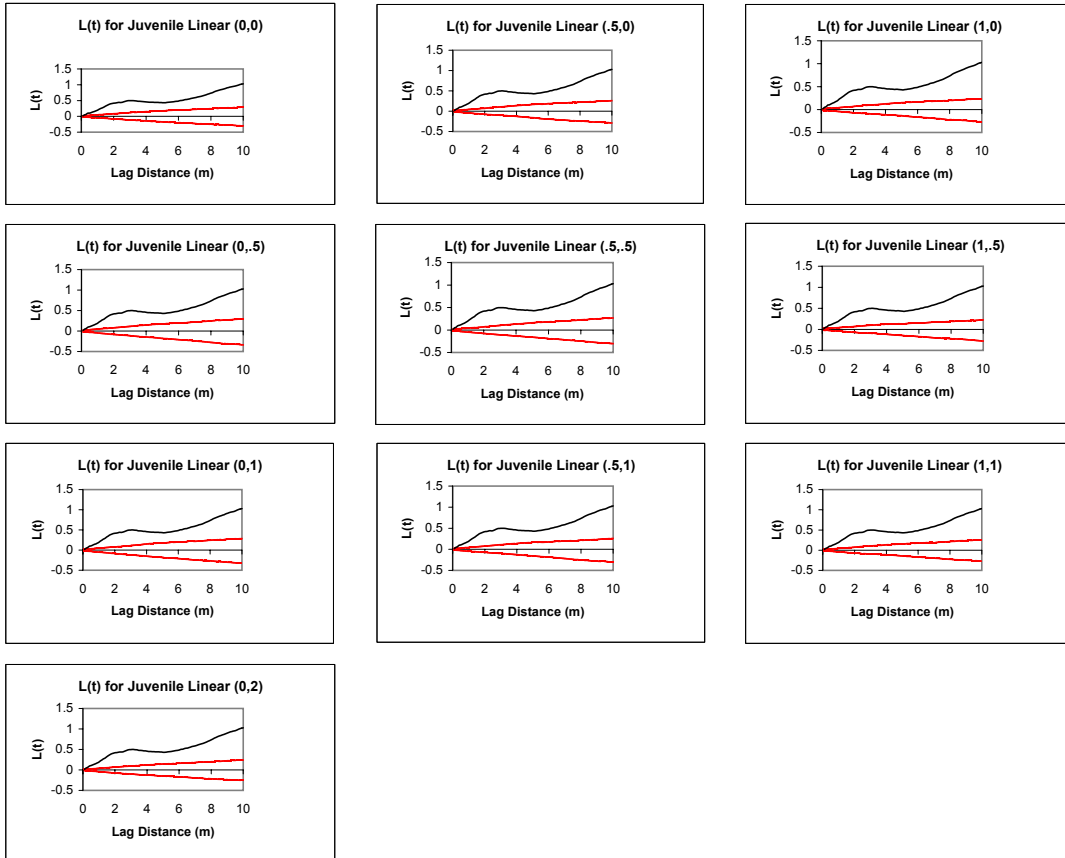 L(t) for Juvenile Linear (0,0)
1.5
1
0.5
0
-0.5
L(t)
0 2 4 6 8 10
Lag Distance (m)
L(t) for Juvenile Linear (.5,0)
1.5
1
0.5
0
-0.5
L(t)
0 2 4 6 8 10
Lag Distance (m)
L(t) for Juvenile Linear (1,0)
1.5
1
0.5
0
-0.5
L(t)
0 2 4 6 8 10
Lag Distance (m)
L(t) for Juvenile Linear (0,.5)
1.5
1
0.5
0
-0.5
L(t)
0 2 4 6 8 10
Lag Distance (m)
L(t) for Juvenile Linear (.5,.5)
1.5
1
0.5
0
-0.5
L(t)
0 2 4 6 8 10
Lag Distance (m)
L(t) for Juvenile Linear (1,.5)
1.5
1
0.5
0
-0.5
L(t)
0 2 4 6 8 10
Lag Distance (m)
L(t) for Juvenile Linear (0,1)
1.5
1
0.5
0
-0.5
L(t)
0 2 4 6 8 10
Lag Distance (m)
L(t) for Juvenile Linear (.5,1)
1.5
1
0.5
0
-0.5
L(t)
0 2 4 6 8 10
Lag Distance (m)
L(t) for Juvenile Linear (1,1)
1.5
1
0.5
0
-0.5
L(t)
0 2 4 6 8 10
Lag Distance (m)
L(t) for Juvenile Linear (0,2)
1.5
1
0.5
0
-0.5
L(t)
0 2 4 6 8 10
Lag Distance (m)